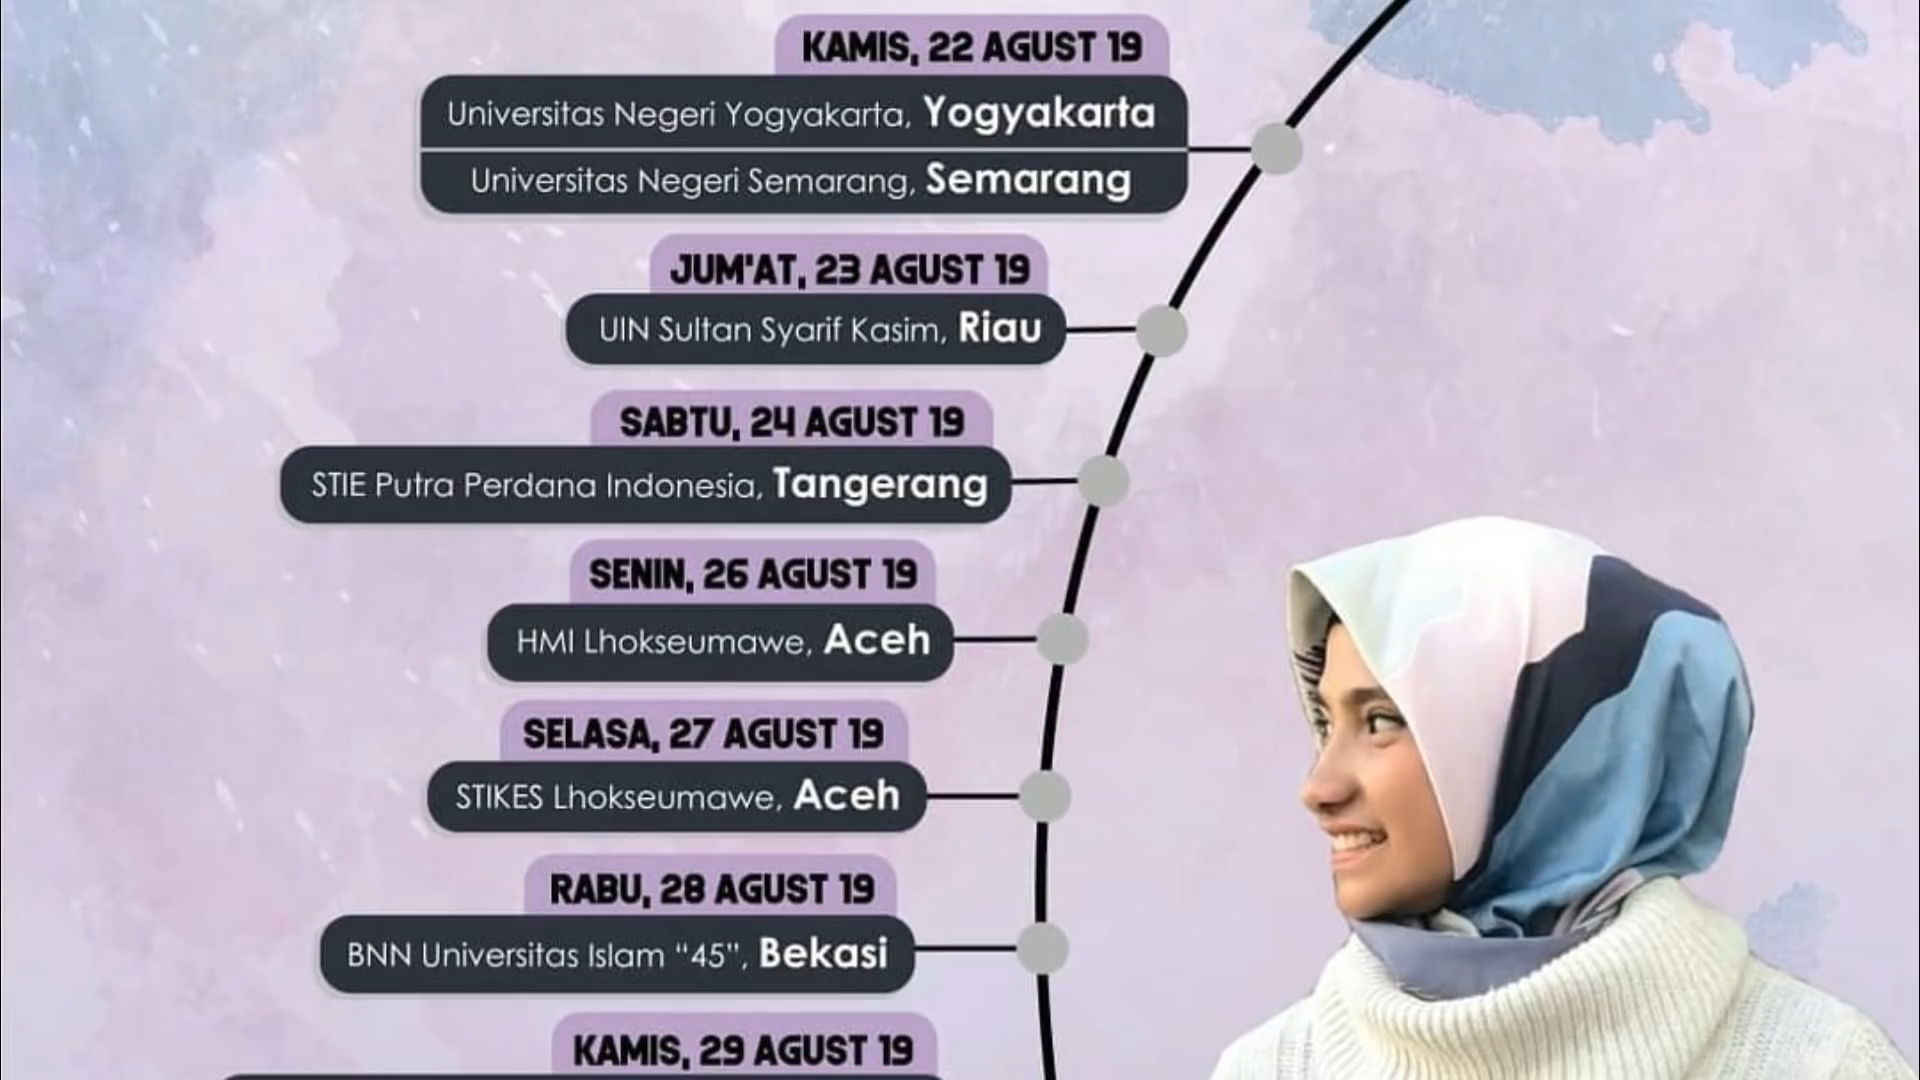 KAMIS, 22 AGUST 19
Universitas Negeri Yogyakarta, Yogyakarta
Universitas Negeri Semarang, Semarang
JUM'AT, 23 AGUST 19
UIN Sultan Syarif Kasim, Riau
SABTU, 24 AGUST 19
STIE Putra Perdana Indonesia, Tangerang
SENIN, 26 AGUST 19
HMI Lhokseumawe, Aceh
SELASA, 27 AGUST 19
STIKES Lhokseumawe, Aceh
RABU, 28 AGUST 19
BNN Universitas Islam “45”, Bekasi
KAMIS, 29 AGUST 19